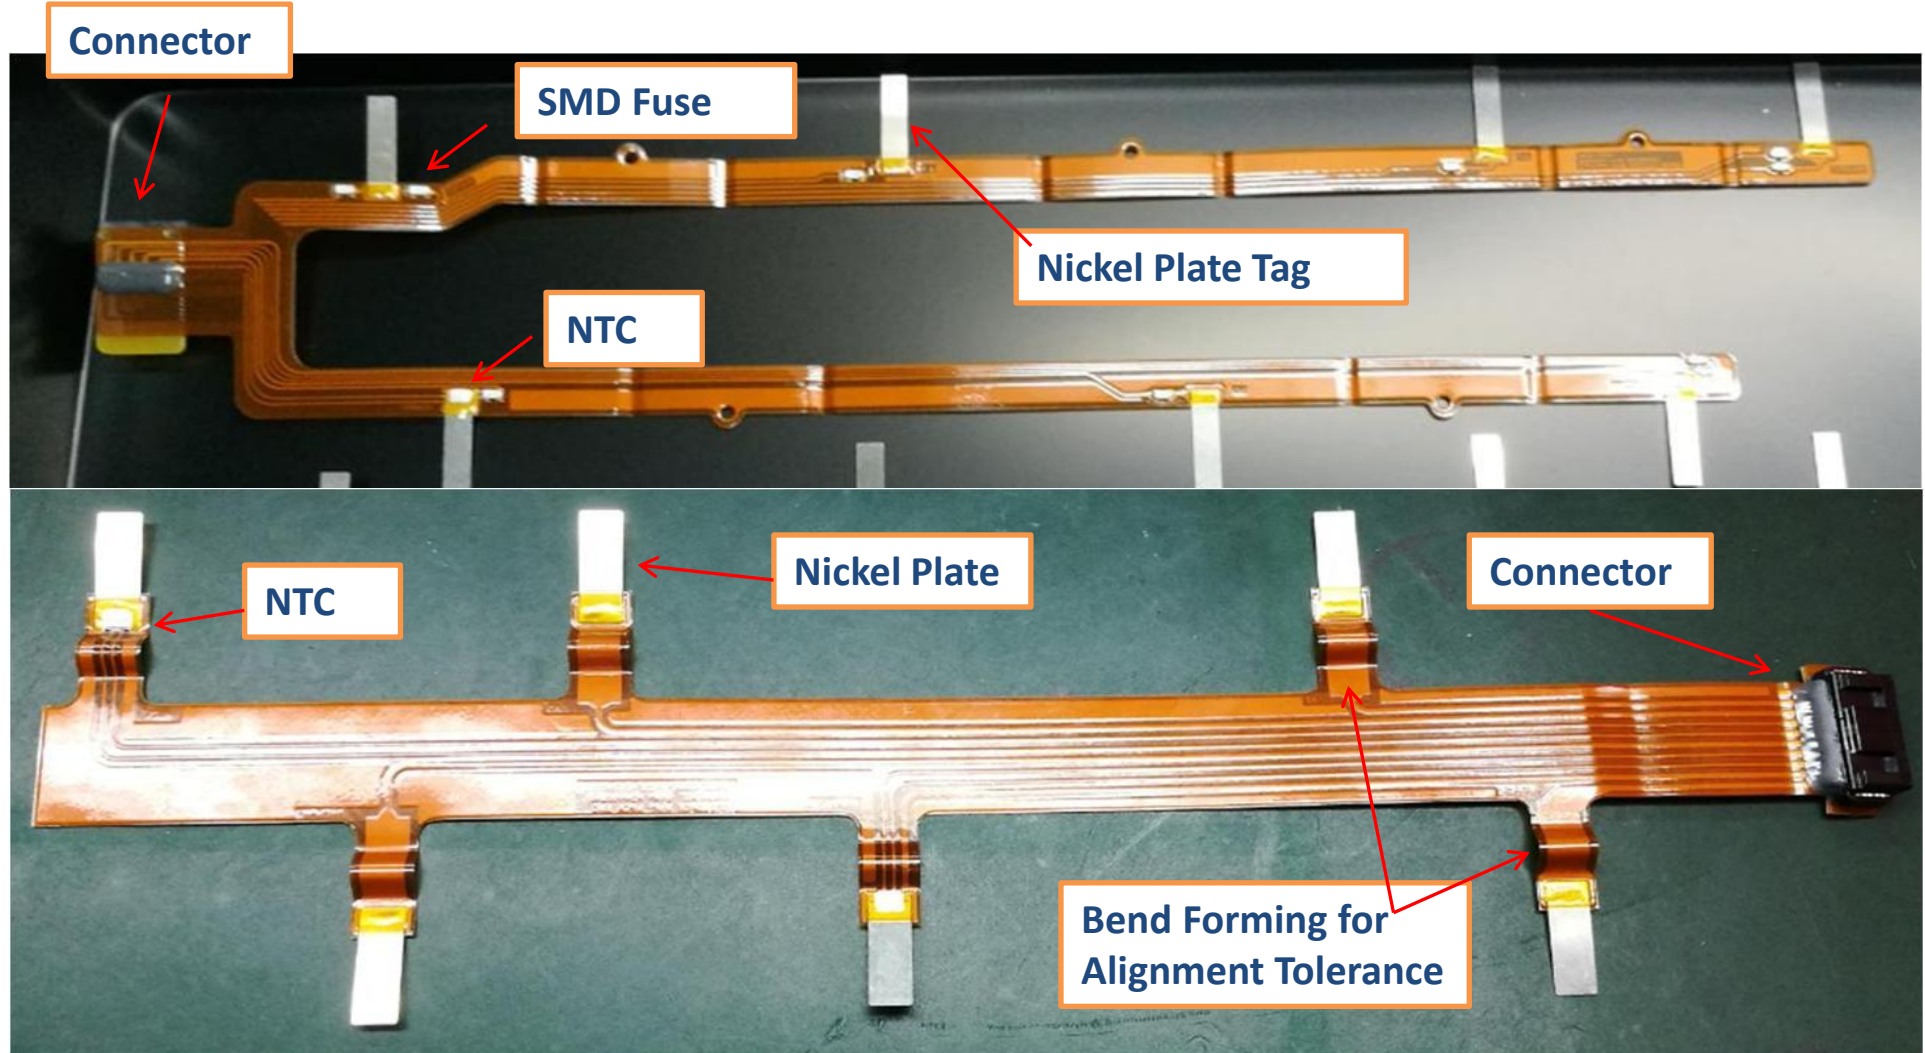 Connector
SMD Fuse
Nickel Plate Tag
NTC
Nickel Plate
Connector
NTC
Bend Forming for
Alignment Tolerance